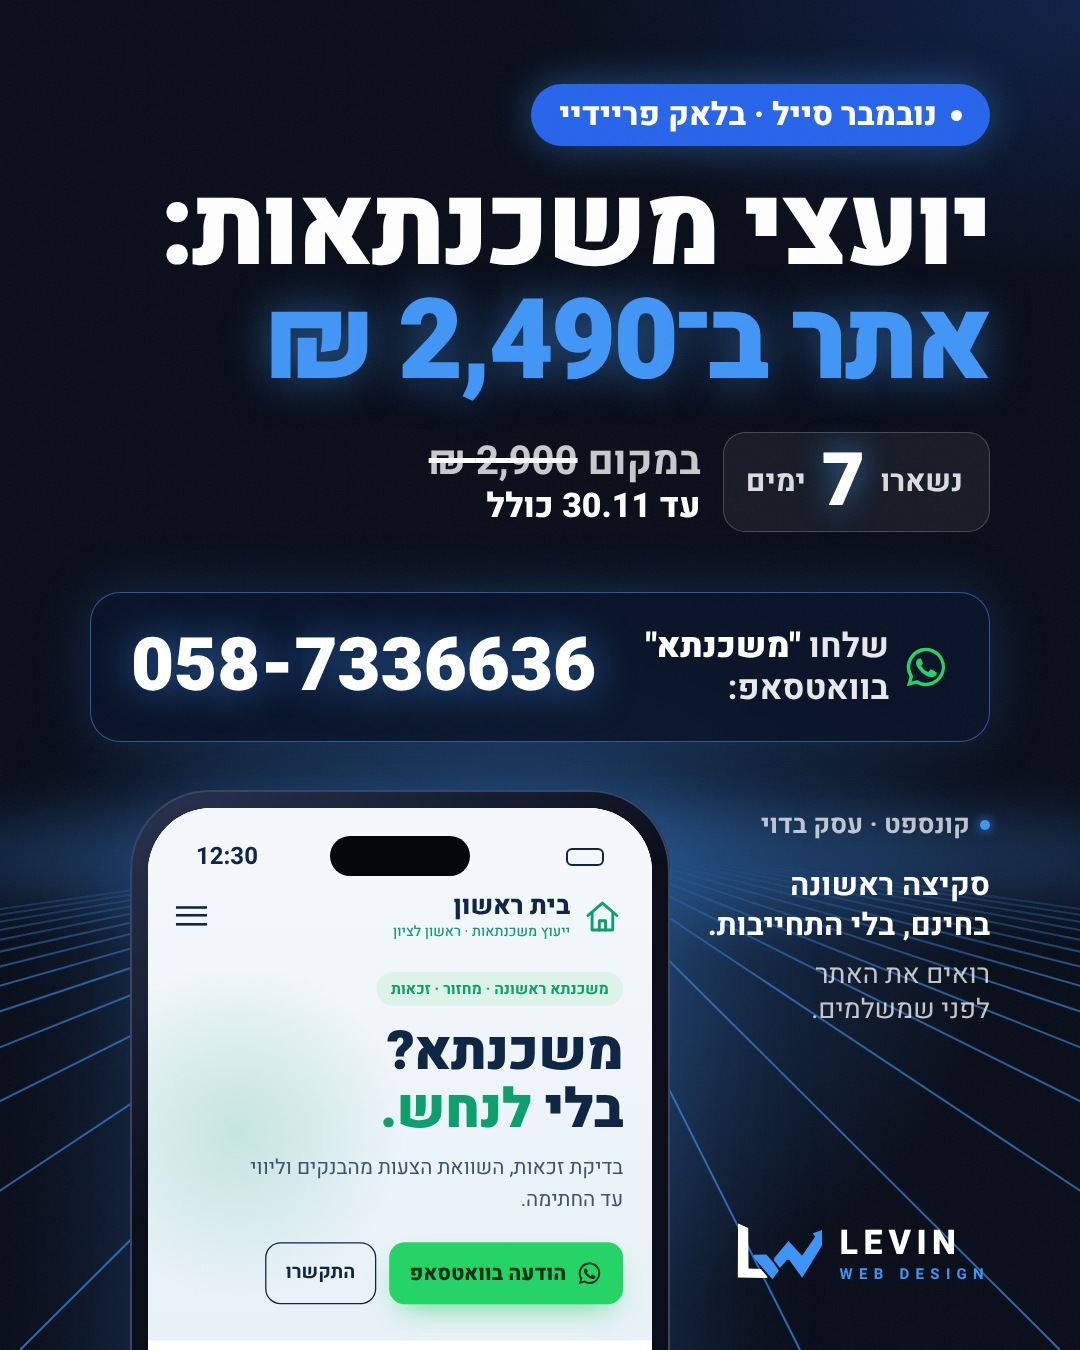 • נובמבר סייל · בלאק פריידיי
יועצי משכנתאות:
אתר ב־2,490 ₪
נשארו 7 ימים
במקום 2,900 ₪
עד 30.11 כולל
שלחו "משכנתא"
בוואטסאפ:
058-7336636
• קונספט · עסק בדוי
סקיצה ראשונה
בחינם, בלי התחייבות.
רואים את האתר
לפני שמשלמים.
12:30
בית ראשון
ייעוץ משכנתאות · ראשון לציון
משכנתא ראשונה · מחזור · זכאות
משכנתא?
בלי לנחש.
בדיקת זכאות, השוואת הצעות מהבנקים וליווי
עד החתימה.
הודעה בוואטסאפ
התקשרו
LEVIN
WEB DESIGN